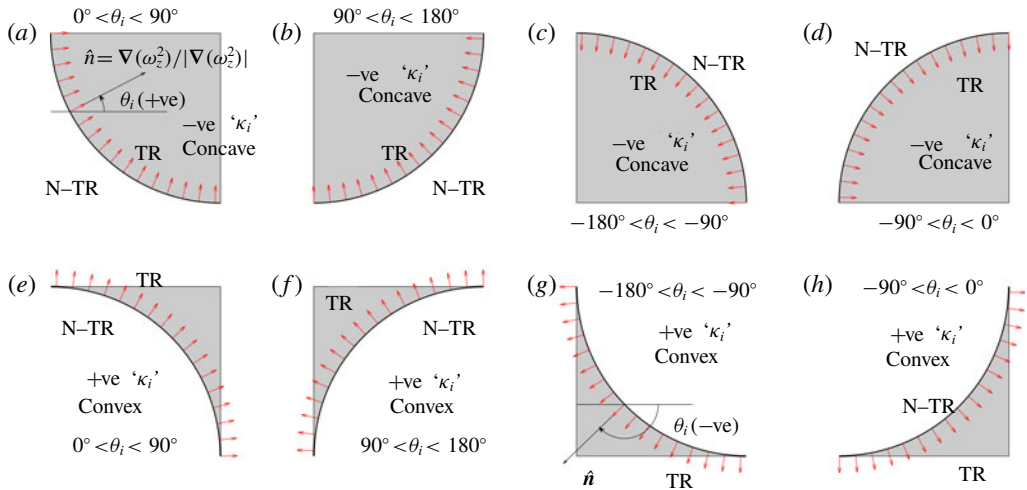 (a)
0° <θi < 90°
n̂ = ∇(ωz²)/|∇(ωz²)|
θi (+ve)
−ve ‘κi’
Concave
TR
N–TR
(b)
90° <θi < 180°
−ve ‘κi’
Concave
TR
N–TR
(c)
N–TR
TR
−ve ‘κi’
Concave
−180° <θi < −90°
(d)
N–TR
TR
−ve ‘κi’
Concave
−90° <θi < 0°
(e)
TR
N–TR
+ve ‘κi’
Convex
0° <θi < 90°
(f)
TR
N–TR
+ve ‘κi’
Convex
90° <θi < 180°
(g)
−180° <θi < −90°
+ve ‘κi’
Convex
θi (−ve)
n̂
TR
(h)
−90° <θi < 0°
+ve ‘κi’
Convex
N–TR
TR